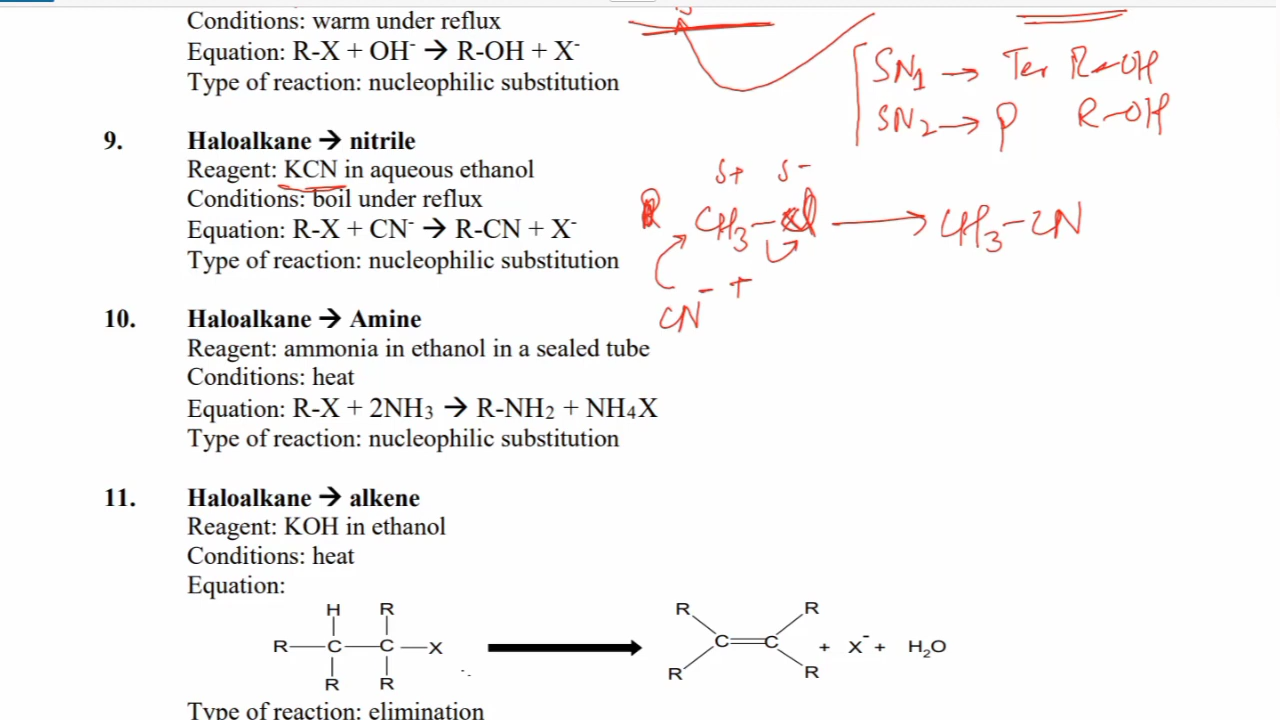 Conditions: warm under reflux
Equation: R-X + OH⁻ → R-OH + X⁻
Type of reaction: nucleophilic substitution
SN1 → Ter R-OH
SN2 → P R-OH
9. Haloalkane → nitrile
Reagent: KCN in aqueous ethanol
Conditions: boil under reflux
Equation: R-X + CN⁻ → R-CN + X⁻
Type of reaction: nucleophilic substitution
δ+ δ-
CH3- → CH3-CN
CN⁻ +
10. Haloalkane → Amine
Reagent: ammonia in ethanol in a sealed tube
Conditions: heat
Equation: R-X + 2NH₃ → R-NH₂ + NH₄X
Type of reaction: nucleophilic substitution
11. Haloalkane → alkene
Reagent: KOH in ethanol
Conditions: heat
Equation:
H R R R
R-C-C-X C=C + X⁻ + H₂O
R R R R
Type of reaction: elimination